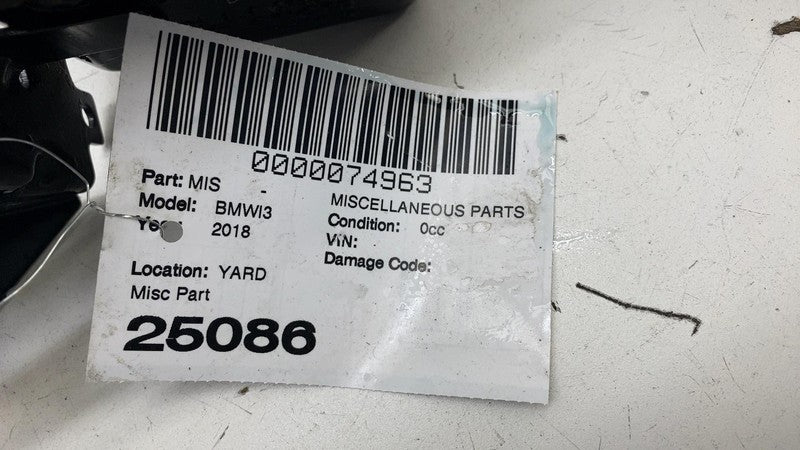 0000074963
Part: MIS -
MISCELLANEOUS PARTS
Model: BMWI3
Condition: 0cc
2018
VIN:
Damage Code:
Location: YARD
Misc Part
25086